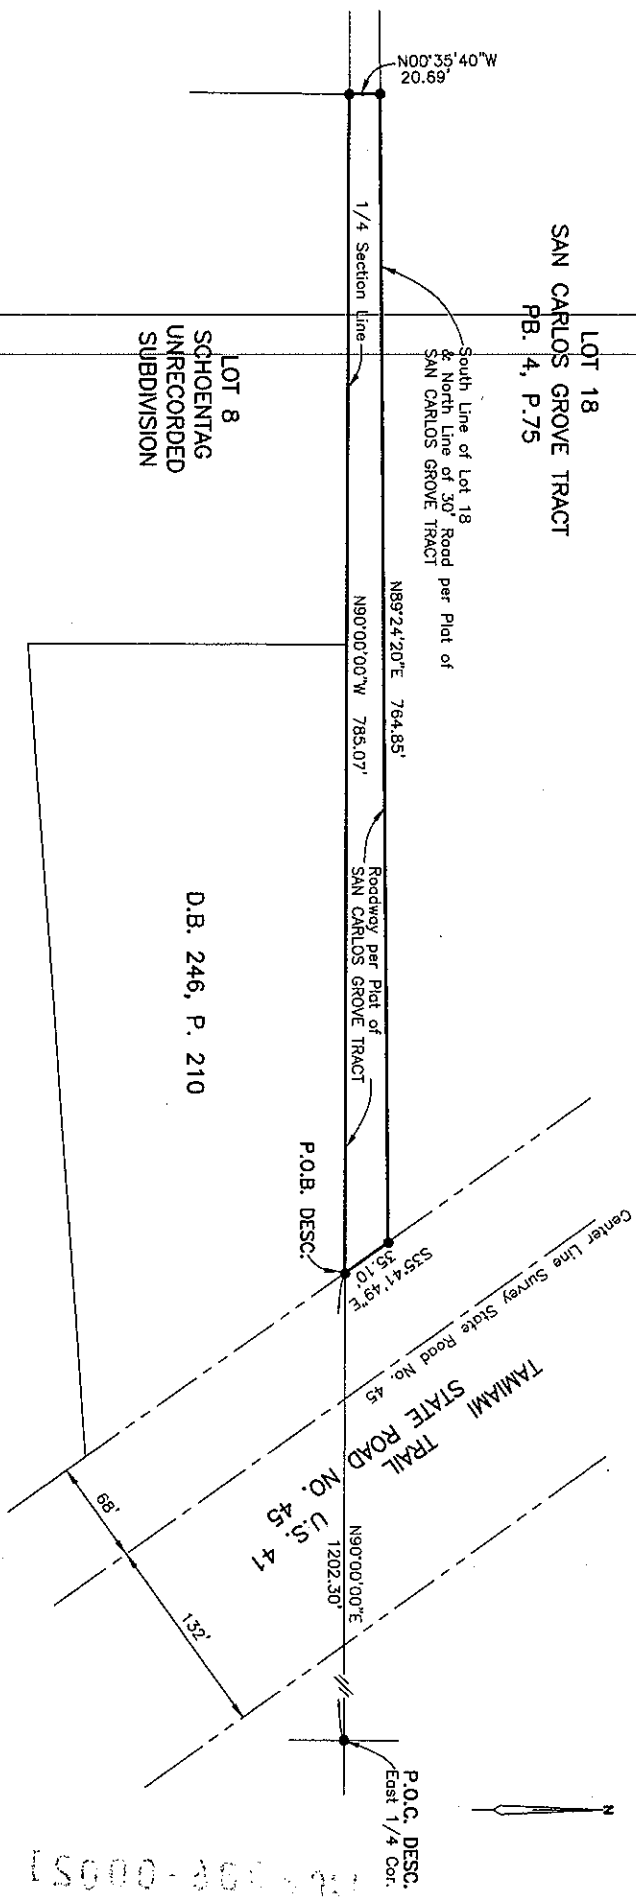 N00°35'40"W
20.69'
LOT 18
SAN CARLOS GROVE TRACT
PB. 4, P.75
1/4 Section Line
South Line of Lot 18
& North Line of 30' Road per Plat of
SAN CARLOS GROVE TRACT
LOT 8
SCHOENTAG
UNRECORDED
SUBDIVISION
N89°24'20"E 764.85'
N90°00'00"W 785.07'
Roadway per Plat of
SAN CARLOS GROVE TRACT
D.B. 246, P. 210
P.O.B. DESC.
S35°41'49"E
35.10'
Center Line Survey State Road No. 45
TAMIAMI TRAIL U.S. 41
STATE ROAD NO. 45
N90°00'00"E
1202.30'
68'
132'
P.O.C. DESC.
East 1/4 Cor.
N